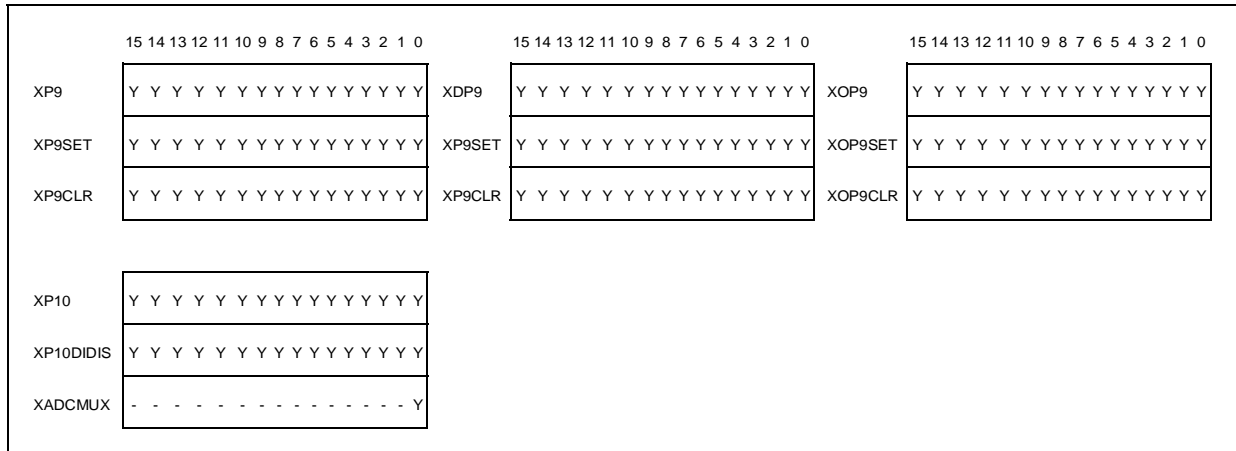 15 14 13 12 11 10 9 8 7 6 5 4 3 2 1 0 15 14 13 12 11 10 9 8 7 6 5 4 3 2 1 0 15 14 13 12 11 10 9 8 7 6 5 4 3 2 1 0
XP9 Y Y Y Y Y Y Y Y Y Y Y Y Y Y Y Y XDP9 Y Y Y Y Y Y Y Y Y Y Y Y Y Y Y Y XOP9 Y Y Y Y Y Y Y Y Y Y Y Y Y Y Y Y
XP9SET Y Y Y Y Y Y Y Y Y Y Y Y Y Y Y Y XP9SET Y Y Y Y Y Y Y Y Y Y Y Y Y Y Y Y XOP9SET Y Y Y Y Y Y Y Y Y Y Y Y Y Y Y Y
XP9CLR Y Y Y Y Y Y Y Y Y Y Y Y Y Y Y Y XP9CLR Y Y Y Y Y Y Y Y Y Y Y Y Y Y Y Y XOP9CLR Y Y Y Y Y Y Y Y Y Y Y Y Y Y Y Y
XP10 Y Y Y Y Y Y Y Y Y Y Y Y Y Y Y Y
XP10DIDIS Y Y Y Y Y Y Y Y Y Y Y Y Y Y Y Y
XADCMUX - - - - - - - - - - - - - - - Y